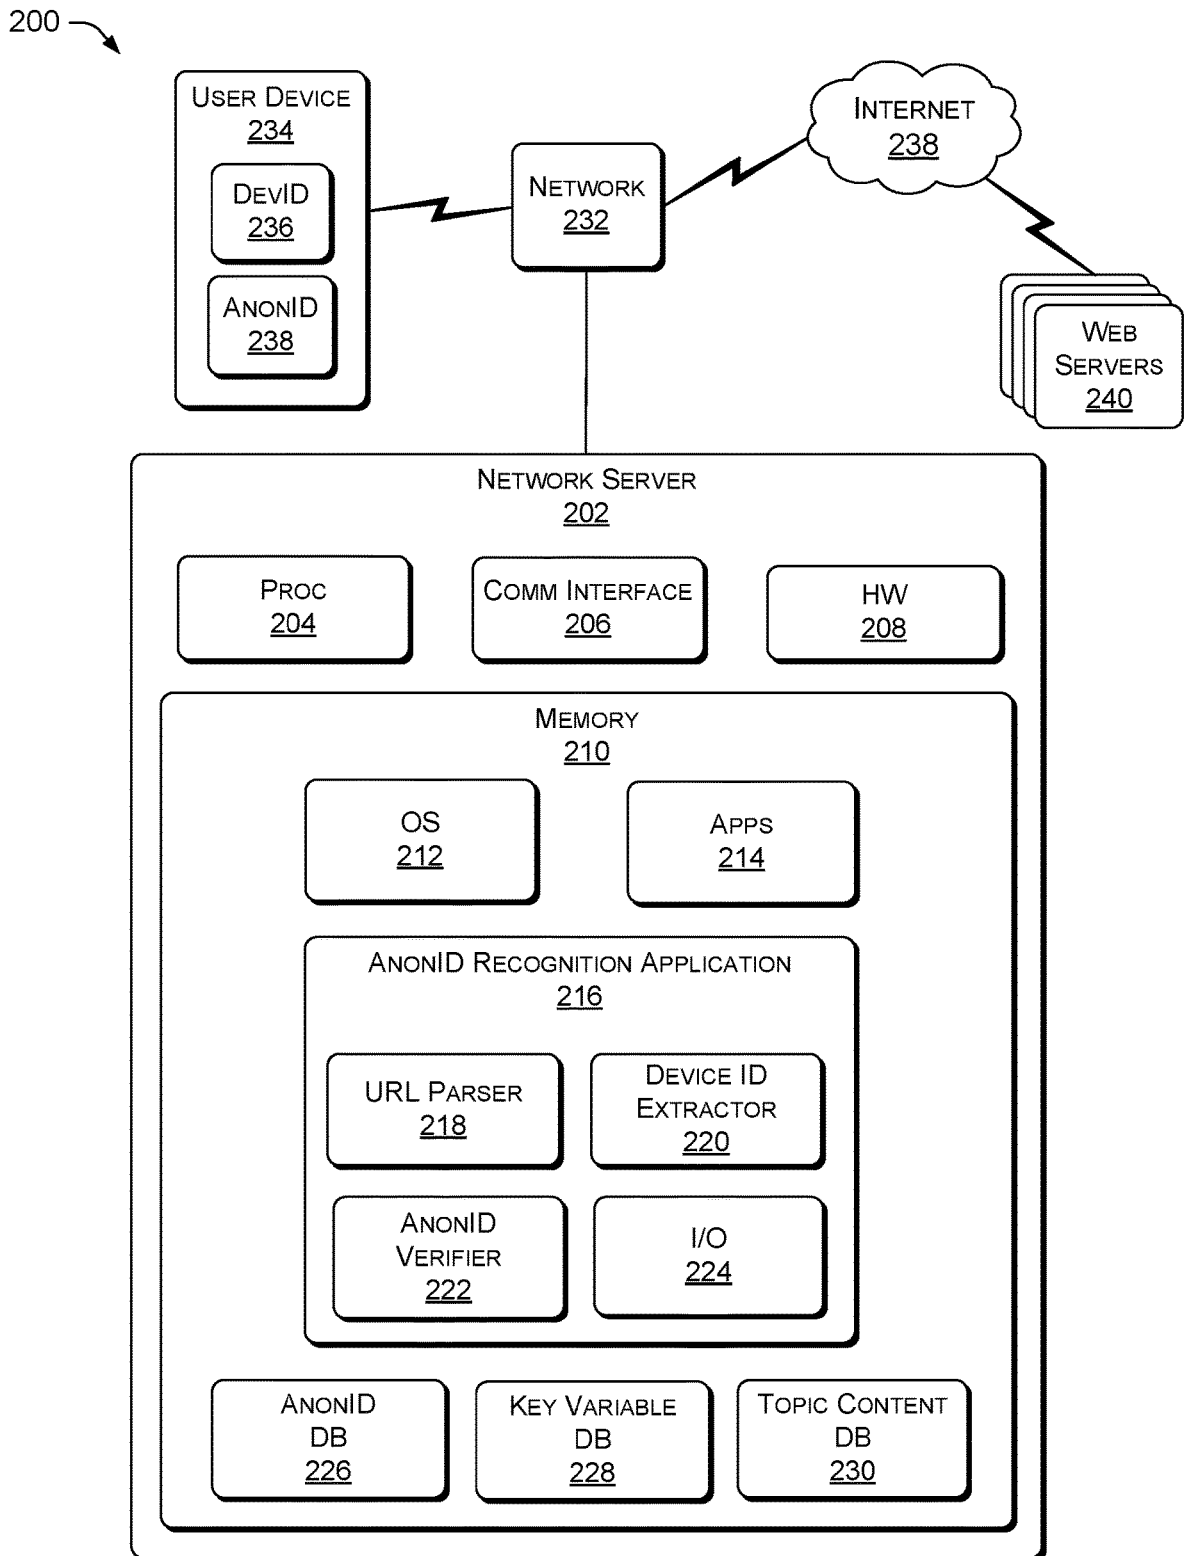 200
USER DEVICE
234
DEVID
236
ANONID
238
NETWORK
232
INTERNET
238
WEB
SERVERS
240
NETWORK SERVER
202
PROC
204
COMM INTERFACE
206
HW
208
MEMORY
210
OS
212
APPS
214
ANONID RECOGNITION APPLICATION
216
URL PARSER
218
DEVICE ID
EXTRACTOR
220
ANONID
VERIFIER
222
I/O
224
ANONID
DB
226
KEY VARIABLE
DB
228
TOPIC CONTENT
DB
230